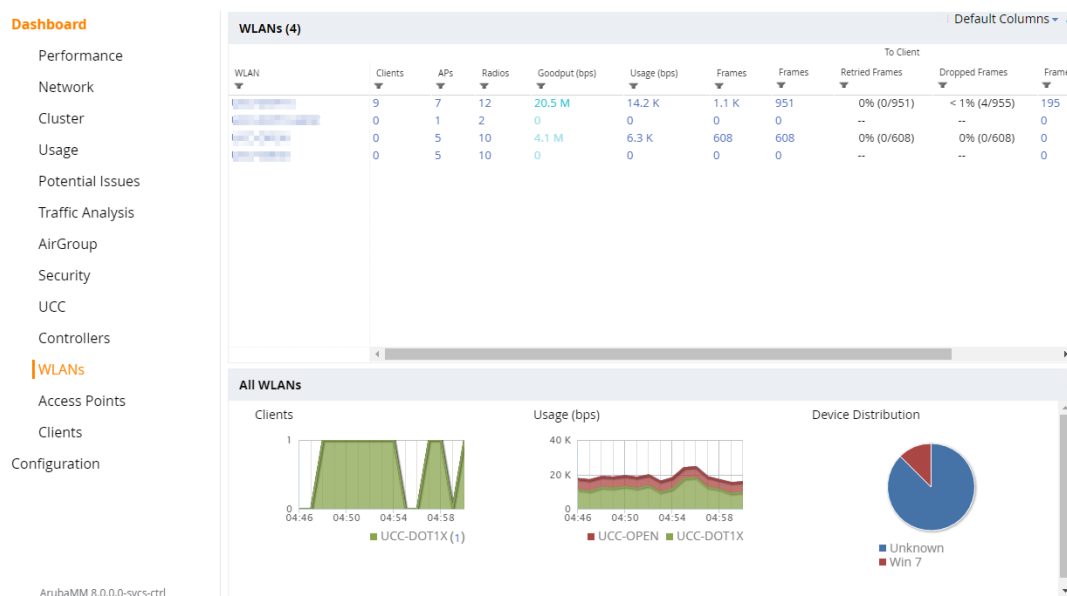 Dashboard
Performance
Network
Cluster
Usage
Potential Issues
Traffic Analysis
AirGroup
Security
UCC
Controllers
WLANs
Access Points
Clients
Configuration
ArubaMM 8.0.0.0-svcs-ctrl
WLANs (4)
Default Columns
To Client
WLAN Clients APs Radios Goodput (bps) Usage (bps) Frames Frames Retried Frames Dropped Frames Frame
9 7 12 20.5 M 14.2 K 1.1 K 951 0% (0/951) < 1% (4/955) 195
0 1 2 0 0 0 0 -- -- 0
0 5 10 4.1 M 6.3 K 608 608 0% (0/608) 0% (0/608) 0
0 5 10 0 0 0 0 -- -- 0
All WLANs
Clients
1
0
04:46 04:50 04:54 04:58
UCC-DOT1X (1)
Usage (bps)
40 K
20 K
0
04:46 04:50 04:54 04:58
UCC-OPEN UCC-DOT1X
Device Distribution
Unknown
Win 7